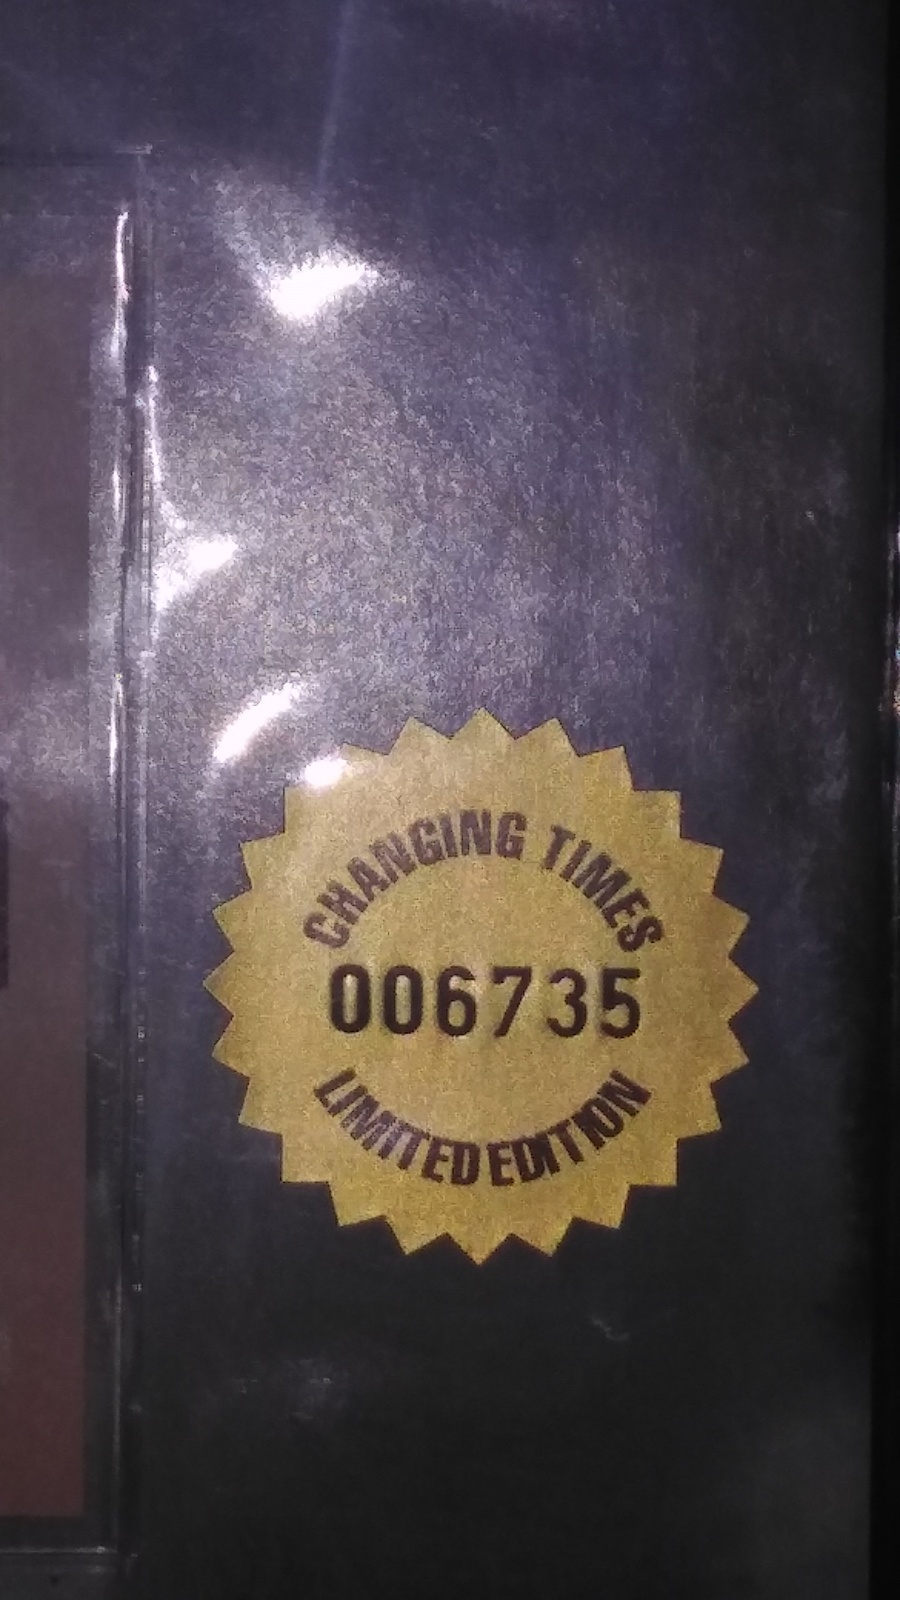 CHANGING TIMES
006735
LIMITED EDITION